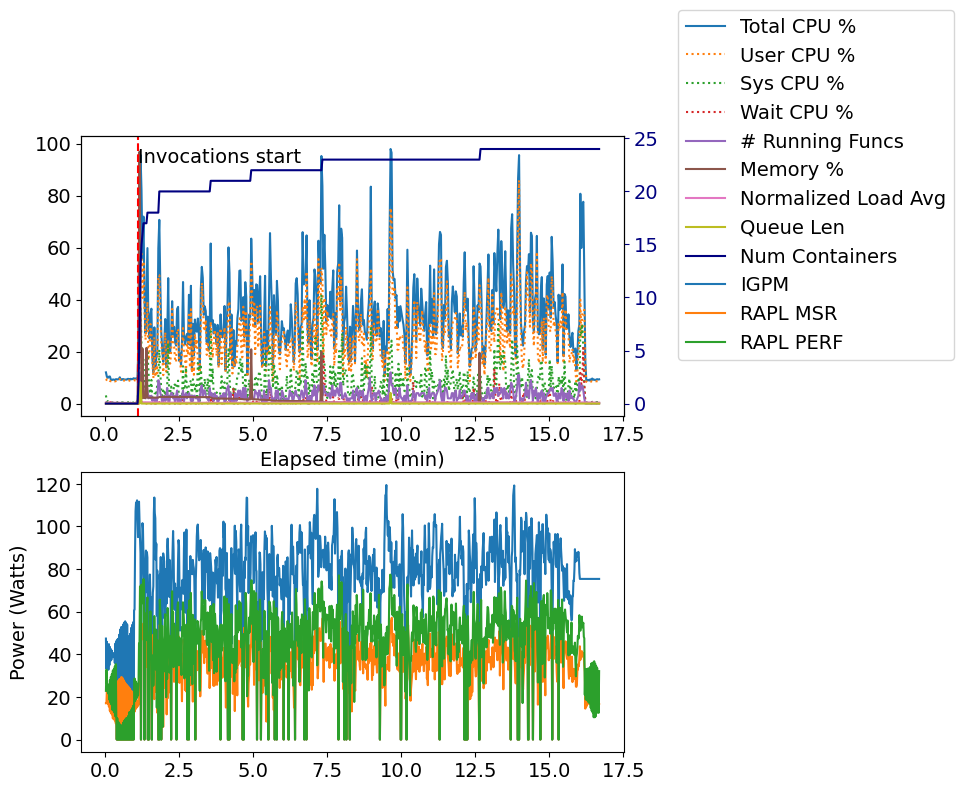 Total CPU %
User CPU %
Sys CPU %
Wait CPU %
# Running Funcs
Memory %
Normalized Load Avg
Queue Len
Num Containers
IGPM
RAPL MSR
RAPL PERF
Invocations start
100
80
60
40
20
0
25
20
15
10
5
0
0.0 2.5 5.0 7.5 10.0 12.5 15.0 17.5
Elapsed time (min)
Power (Watts)
120
100
80
60
40
20
0
0.0 2.5 5.0 7.5 10.0 12.5 15.0 17.5